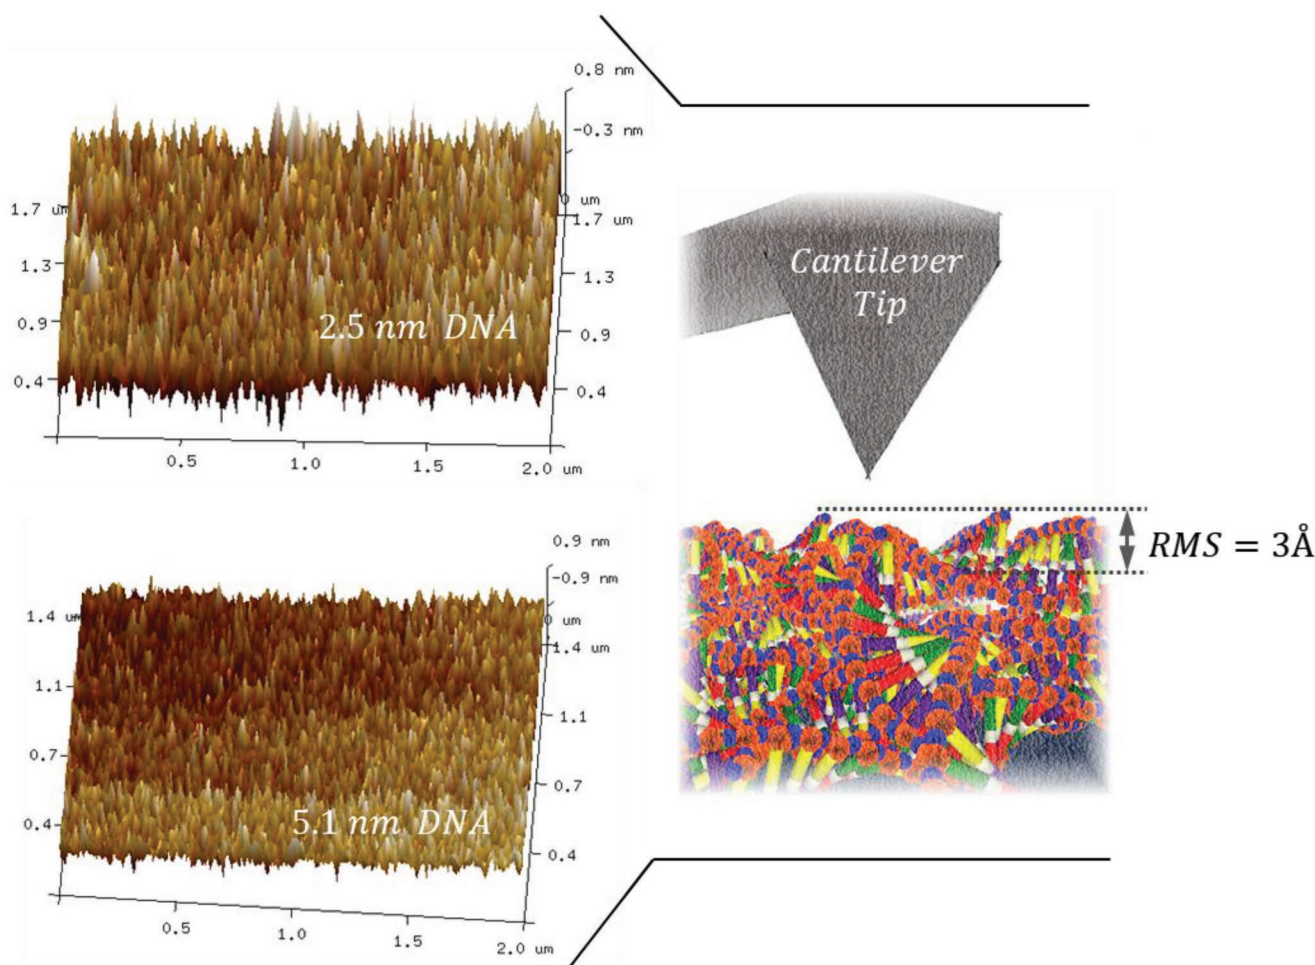 0.8 nm
-0.3 nm
0 um
1.7 um
1.7 um
1.3
1.3
0.9
0.9
2.5 nm DNA
0.4
0.4
0.5
1.0
1.5
2.0 um
Cantilever
Tip
RMS = 3Å
0.9 nm
-0.9 nm
0 um
1.4 um
1.4 um
1.1
1.1
0.7
0.7
5.1 nm DNA
0.4
0.4
0.5
1.0
1.5
2.0 um